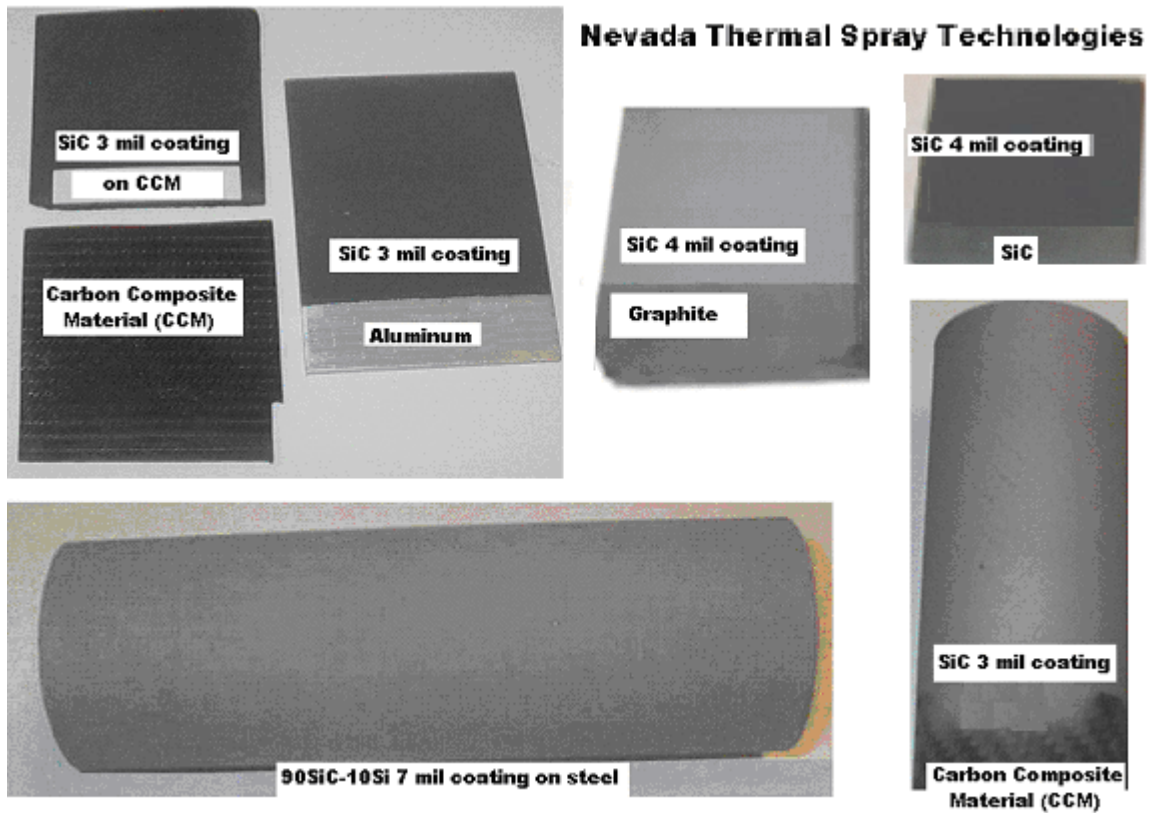 Nevada Thermal Spray Technologies
SiC 3 mil coating
on CCM
Carbon Composite
Material (CCM)
SiC 3 mil coating
Aluminum
SiC 4 mil coating
Graphite
SiC 4 mil coating
SiC
90SiC-10Si 7 mil coating on steel
SiC 3 mil coating
Carbon Composite
Material (CCM)